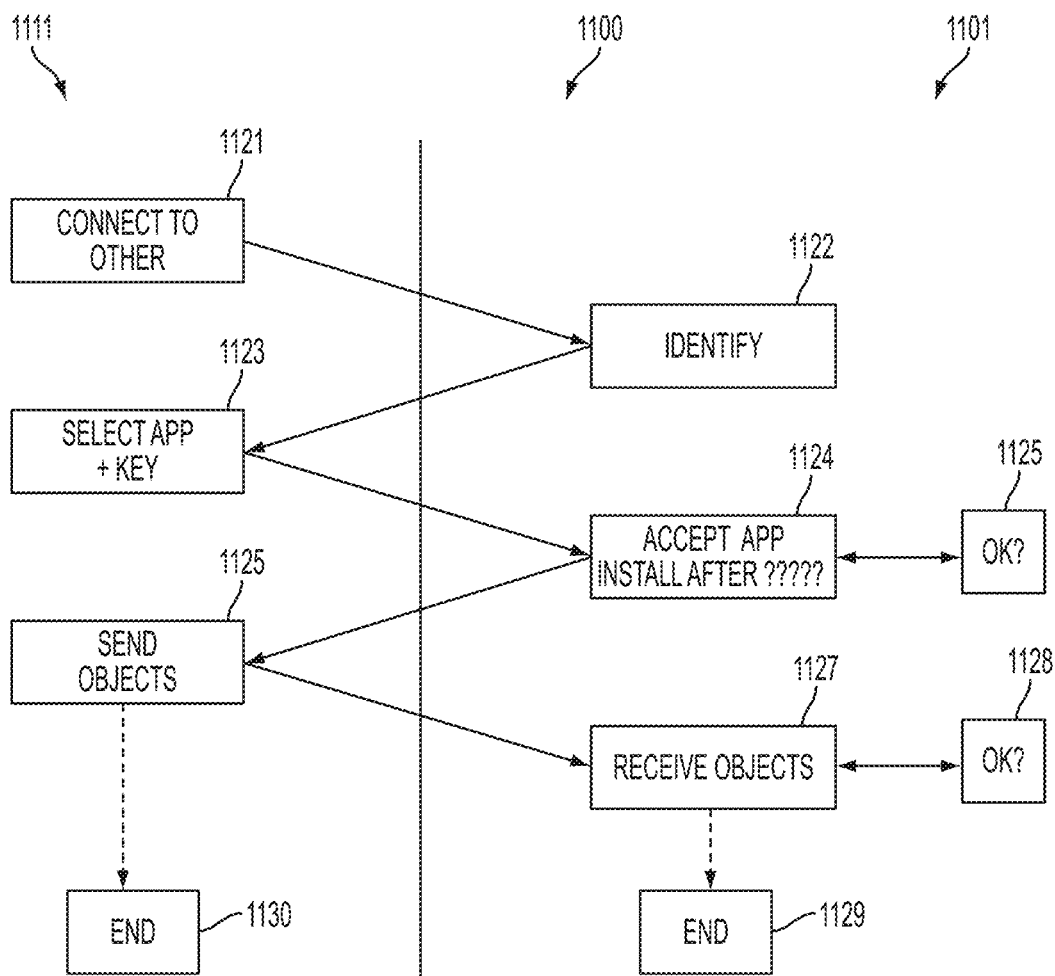 1111
1100
1101
1121
CONNECT TO
OTHER
1122
IDENTIFY
1123
SELECT APP
+ KEY
1124
ACCEPT APP
INSTALL AFTER ?????
1125
OK?
1125
SEND
OBJECTS
1127
RECEIVE OBJECTS
1128
OK?
END
1130
END
1129